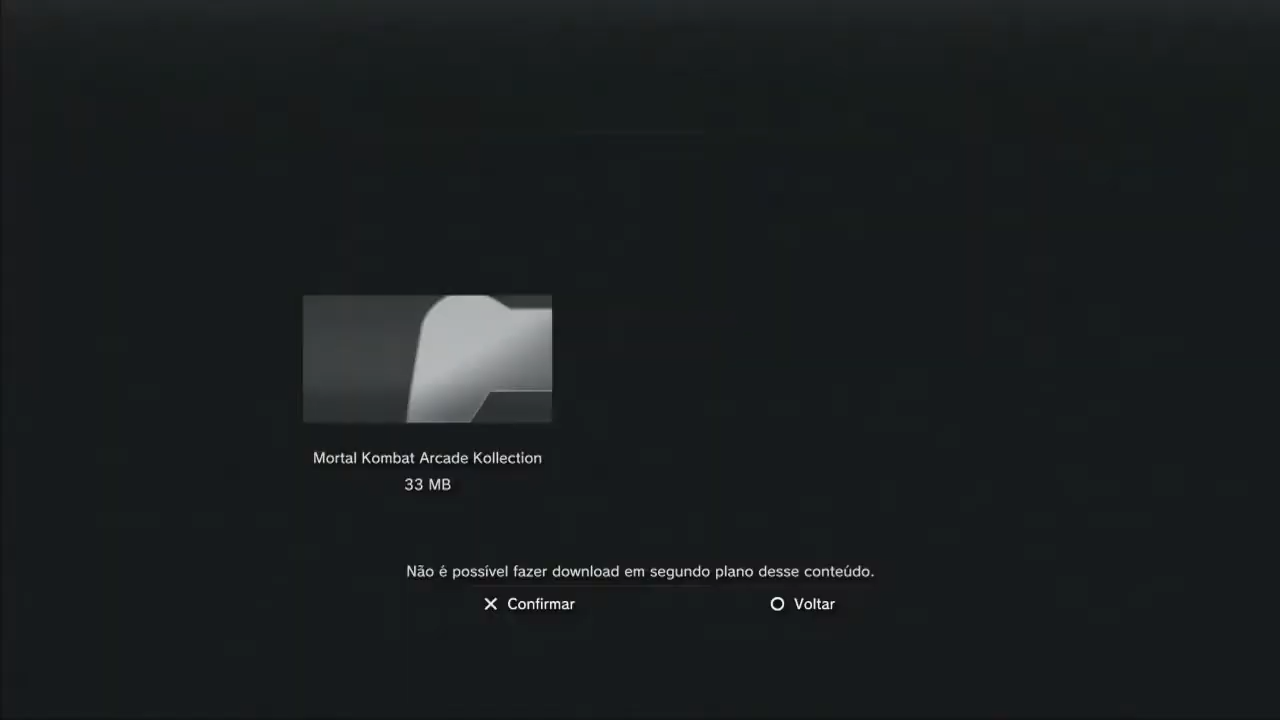 Mortal Kombat Arcade Kollection
33 MB
Não é possível fazer download em segundo plano desse conteúdo.
Confirmar
Voltar